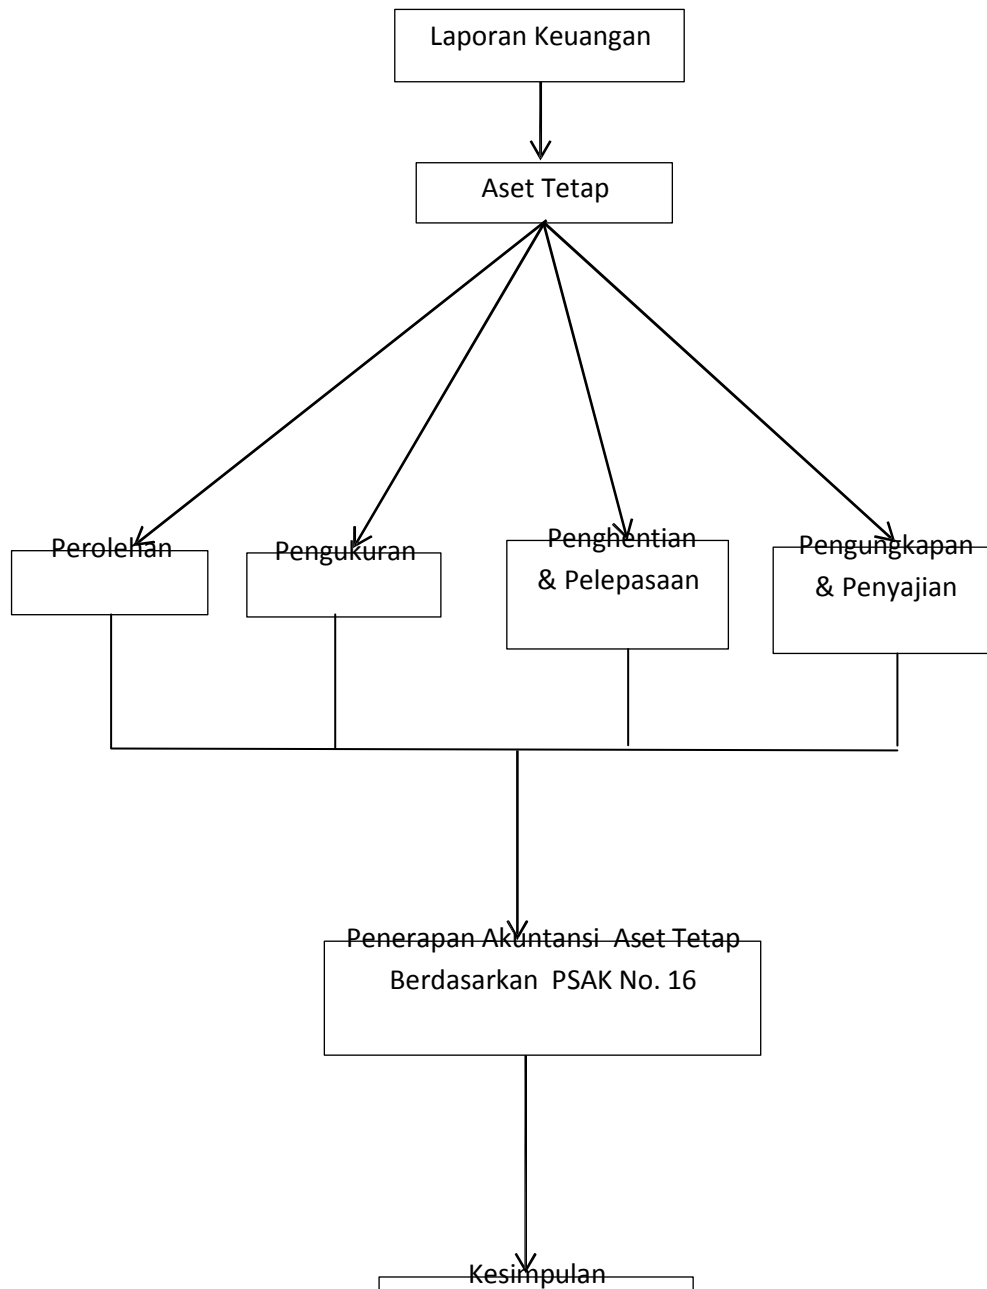 Laporan Keuangan
Aset Tetap
Perolehan
Pengukuran
Penghentian
& Pelepasaan
Pengungkapan
& Penyajian
Penerapan Akuntansi Aset Tetap
Berdasarkan PSAK No. 16
Kesimpulan